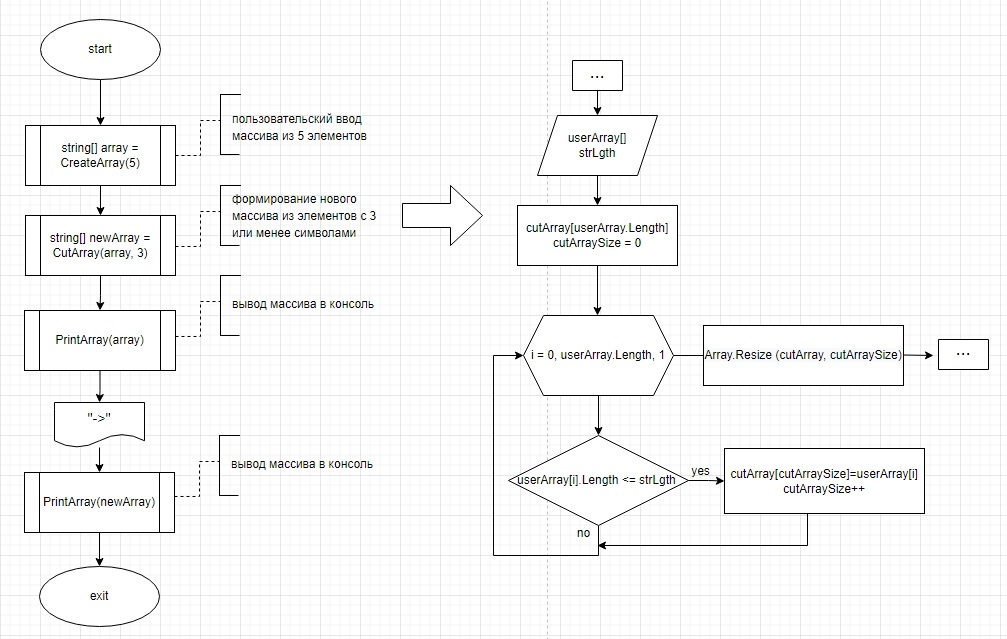 start
string[] array =
CreateArray(5)
пользовательский ввод
массива из 5 элементов
string[] newArray =
CutArray(array, 3)
формирование нового
массива из элементов с 3
или менее символами
PrintArray(array)
вывод массива в консоль
"->"
PrintArray(newArray)
вывод массива в консоль
exit
...
userArray[]
strLgth
cutArray[userArray.Length]
cutArraySize = 0
i = 0, userArray.Length, 1
Array.Resize (cutArray, cutArraySize)
...
userArray[i].Length <= strLgth
yes
cutArray[cutArraySize]=userArray[i]
cutArraySize++
no